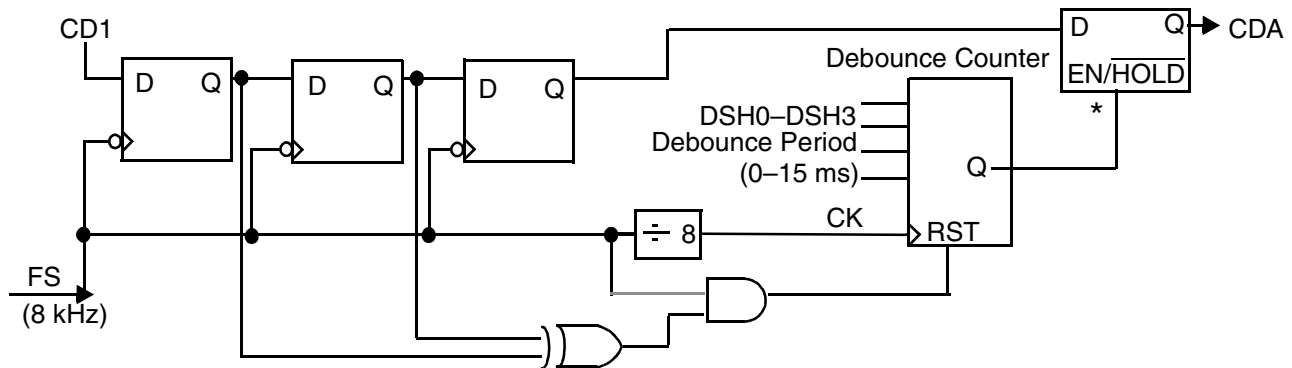 CD1
D Q
D Q
D Q
D Q
CDA
EN/HOLD
*
Debounce Counter
DSH0–DSH3
Debounce Period
(0–15 ms)
Q
CK
RST
÷ 8
FS
(8 kHz)